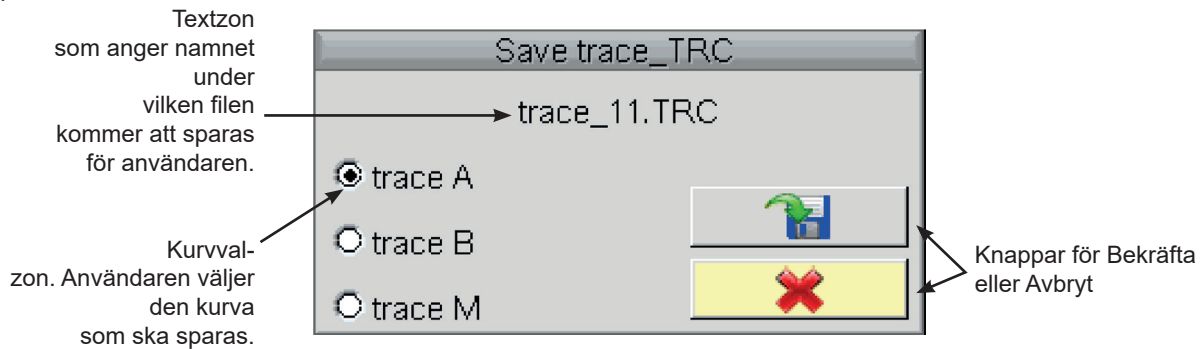 Textzon
som anger namnet
under
vilken filen
kommer att sparas
för användaren.
Save trace_TRC
trace_11.TRC
trace A
trace B
trace M
Kurvval-
zon. Användaren väljer
den kurva
som ska sparas.
Knappar för Bekräfta
eller Avbryt